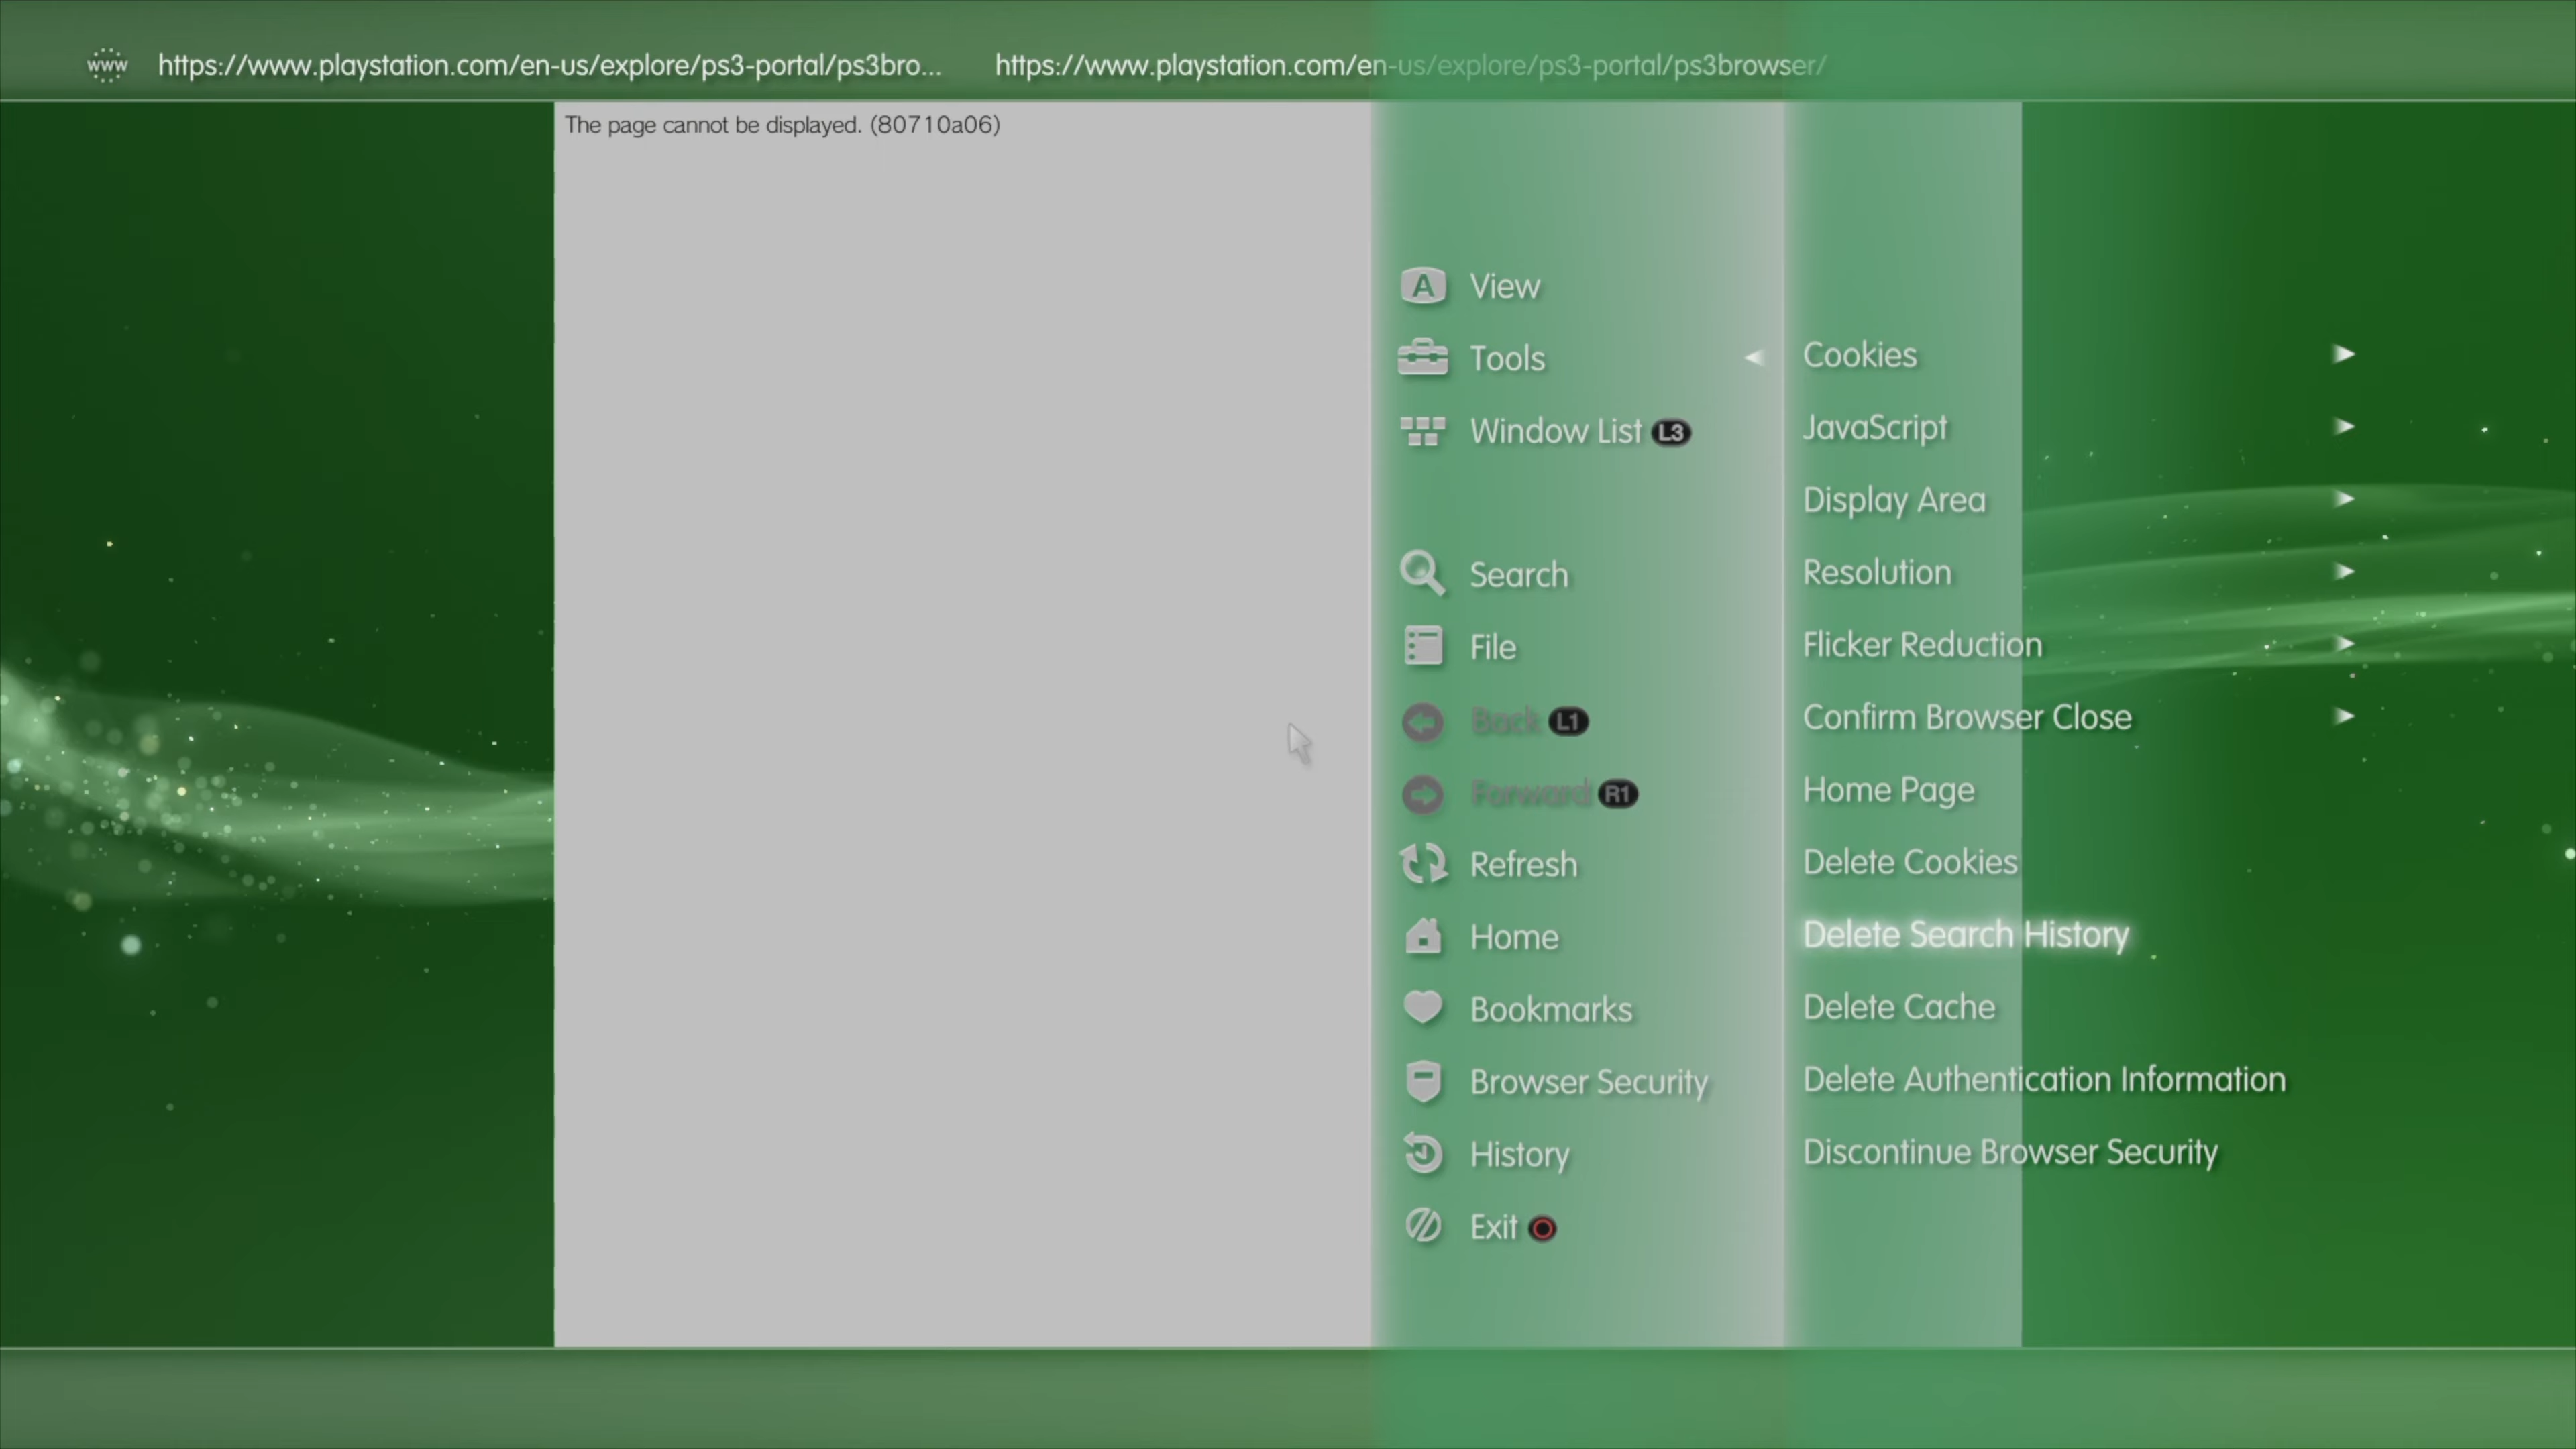 www https://www.playstation.com/en-us/explore/ps3-portal/ps3bro... https://www.playstation.com/en-us/explore/ps3-portal/ps3browser/
The page cannot be displayed. (80710a06)
A View
Tools
Window List L3
Search
File
Back L1
Forward R1
Refresh
Home
Bookmarks
Browser Security
History
Exit
Cookies
JavaScript
Display Area
Resolution
Flicker Reduction
Confirm Browser Close
Home Page
Delete Cookies
Delete Search History
Delete Cache
Delete Authentication Information
Discontinue Browser Security